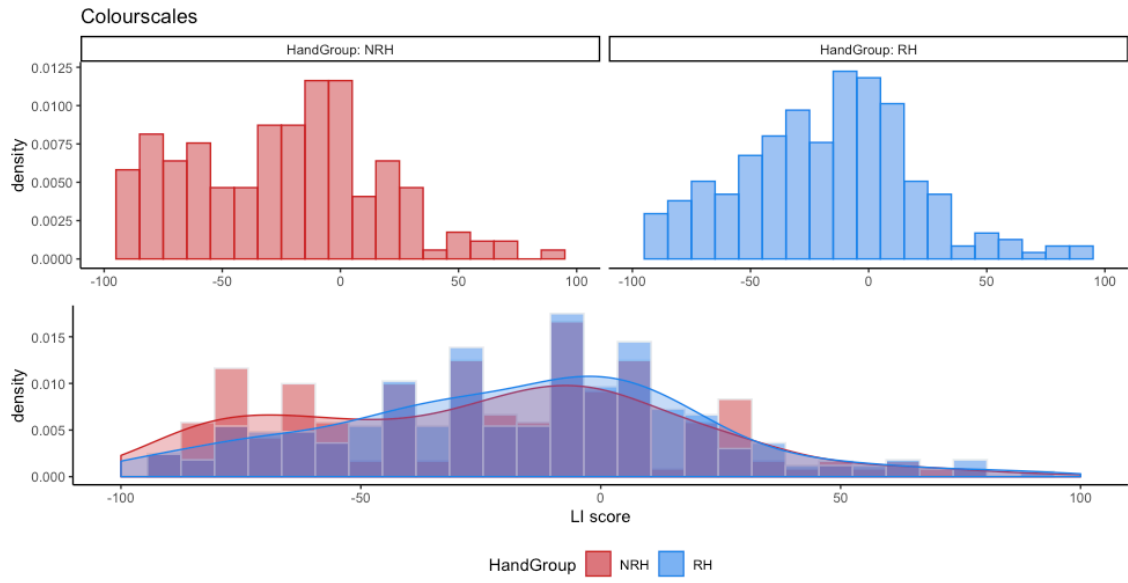 Colourscales
HandGroup: NRH
HandGroup: RH
density
0.0125
0.0100
0.0075
0.0050
0.0025
0.0000
-100 -50 0 50 100
density
-100 -50 0 50 100
density
0.015
0.010
0.005
0.000
-100 -50 0 50 100
LI score
HandGroup NRH RH